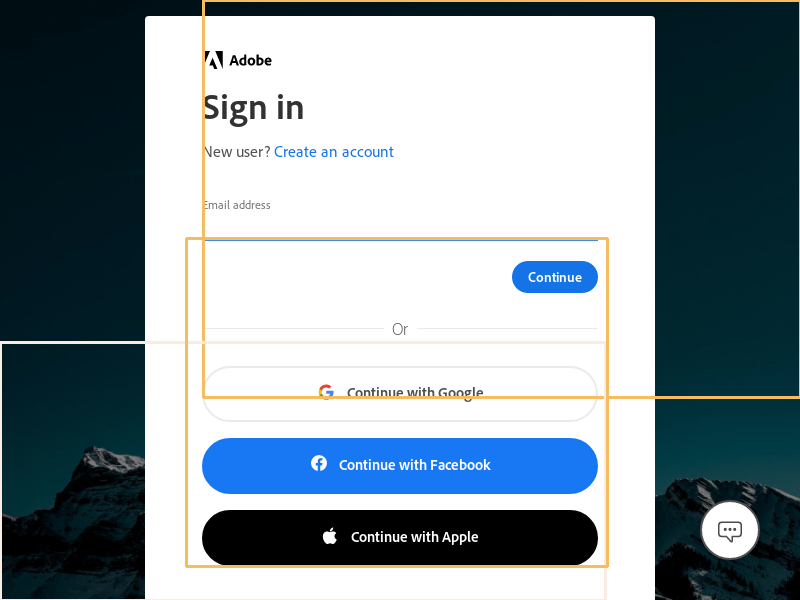 Adobe
Sign in
New user? Create an account
Email address
Continue
Or
Continue with Google
Continue with Facebook
Continue with Apple